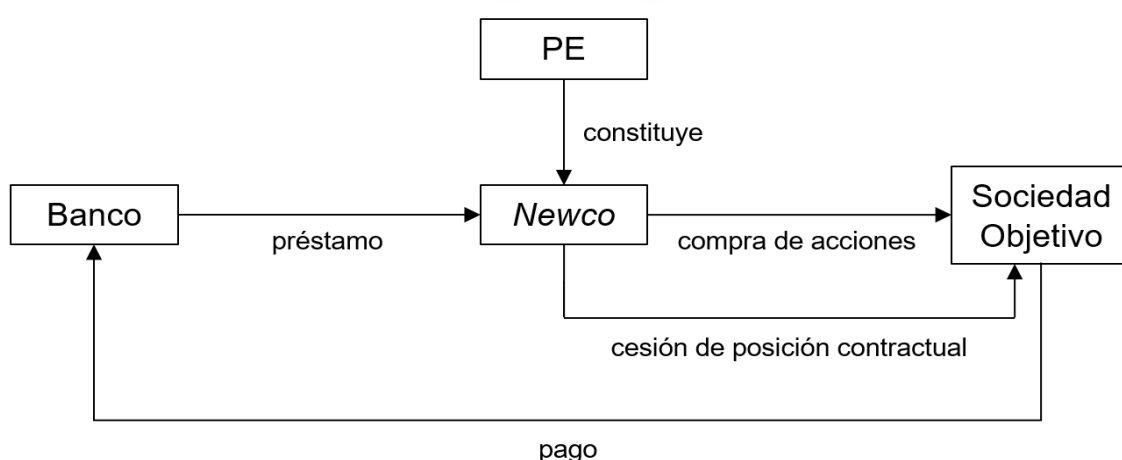 PE
constituye
Banco
préstamo
Newco
compra de acciones
Sociedad
Objetivo
cesión de posición contractual
pago